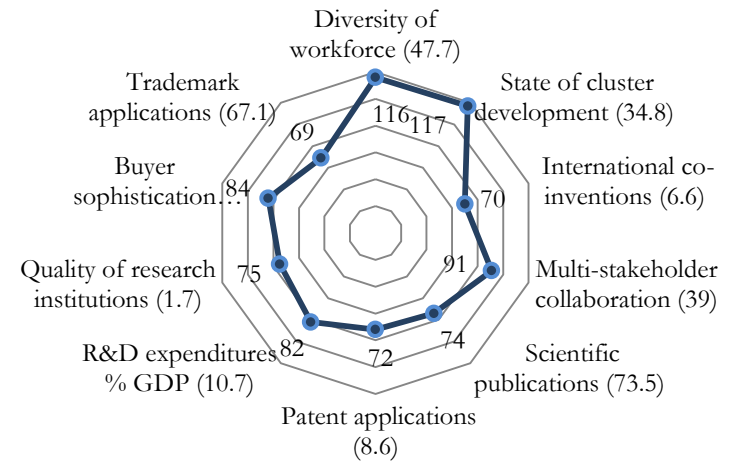 Diversity of
workforce (47.7)
State of cluster
development (34.8)
International co-
inventions (6.6)
Multi-stakeholder
collaboration (39)
Scientific
publications (73.5)
Patent applications
(8.6)
R&D expenditures
% GDP (10.7)
Quality of research
institutions (1.7)
Buyer
sophistication…
Trademark
applications (67.1)
116
117
70
91
74
72
82
75
84
69